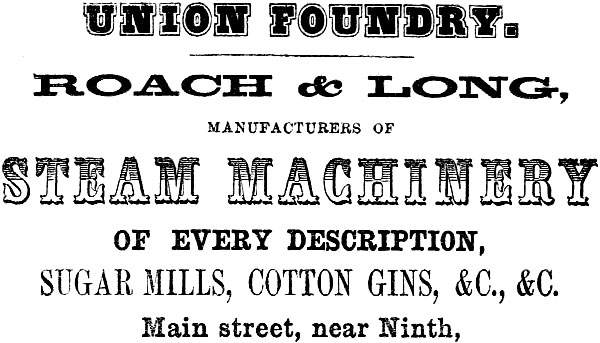 UNION FOUNDRY.
ROACH & LONG,
MANUFACTURERS OF
STEAM MACHINERY
OF EVERY DESCRIPTION,
SUGAR MILLS, COTTON GINS, &C., &C.
Main street, near Ninth,